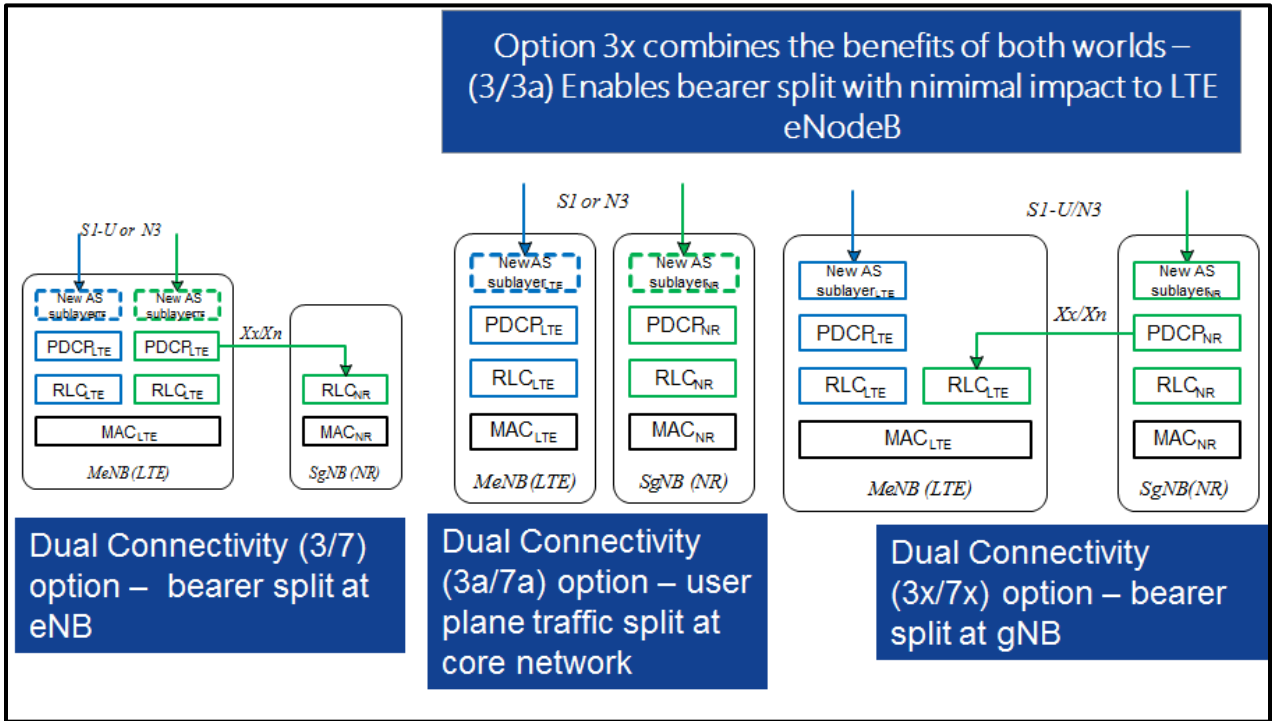 Option 3x combines the benefits of both worlds –
(3/3a) Enables bearer split with nimimal impact to LTE
eNodeB
S1-U or N3
New AS
sublayerLTE
New AS
sublayerLTE
PDCPLTE
PDCPLTE
Xx/Xn
RLCLTE
RLCLTE
RLCNR
MACLTE
MACNR
MeNB(LTE)
SgNB (NR)
Dual Connectivity (3/7)
option – bearer split at
eNB
S1 or N3
New AS
sublayerLTE
New AS
sublayerNR
PDCPLTE
PDCPNR
RLCLTE
RLCNR
MACLTE
MACNR
MeNB(LTE)
SgNB (NR)
Dual Connectivity
(3a/7a) option – user
plane traffic split at
core network
S1-U/N3
New AS
sublayerLTE
New AS
sublayerNR
Xx/Xn
PDCPLTE
PDCPNR
RLCLTE
RLCLTE
RLCNR
MACLTE
MACNR
MeNB (LTE)
SgNB(NR)
Dual Connectivity
(3x/7x) option – bearer
split at gNB